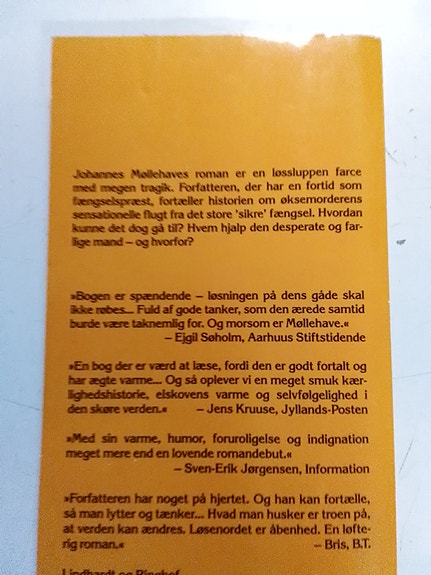 Johannes Møllehaves roman er en løssluppen farce
med megen tragik. Forfatteren, der har en fortid som
fængselspræst, fortæller historien om øksemorderens
sensationelle flugt fra det store 'sikre' fængsel. Hvordan
kunne det dog gå til? Hvem hjalp den desperate og far-
lige mand – og hvorfor?
»Bogen er spændende – løsningen på dens gåde skal
ikke røbes... Fuld af gode tanker, som den ærede samtid
burde være taknemlig for. Og morsom er Møllehave.«
– Ejgil Søholm, Aarhuus Stiftstidende
»En bog der er værd at læse, fordi den er godt fortalt og
har ægte varme... Og så oplever vi en meget smuk kær-
lighedshistorie, elskovens varme og selvfølgelighed i
den skøre verden.« – Jens Kruuse, Jyllands-Posten
»Med sin varme, humor, foruroligelse og indignation
meget mere end en lovende romandebut.«
– Sven-Erik Jørgensen, Information
»Forfatteren har noget på hjertet. Og han kan fortælle,
så man lytter og tænker... Hvad man husker er troen på,
at verden kan ændres. Løsenordet er åbenhed. En løfte-
rig roman.« – Bris, B.T.
Lindhardt og Ringhof